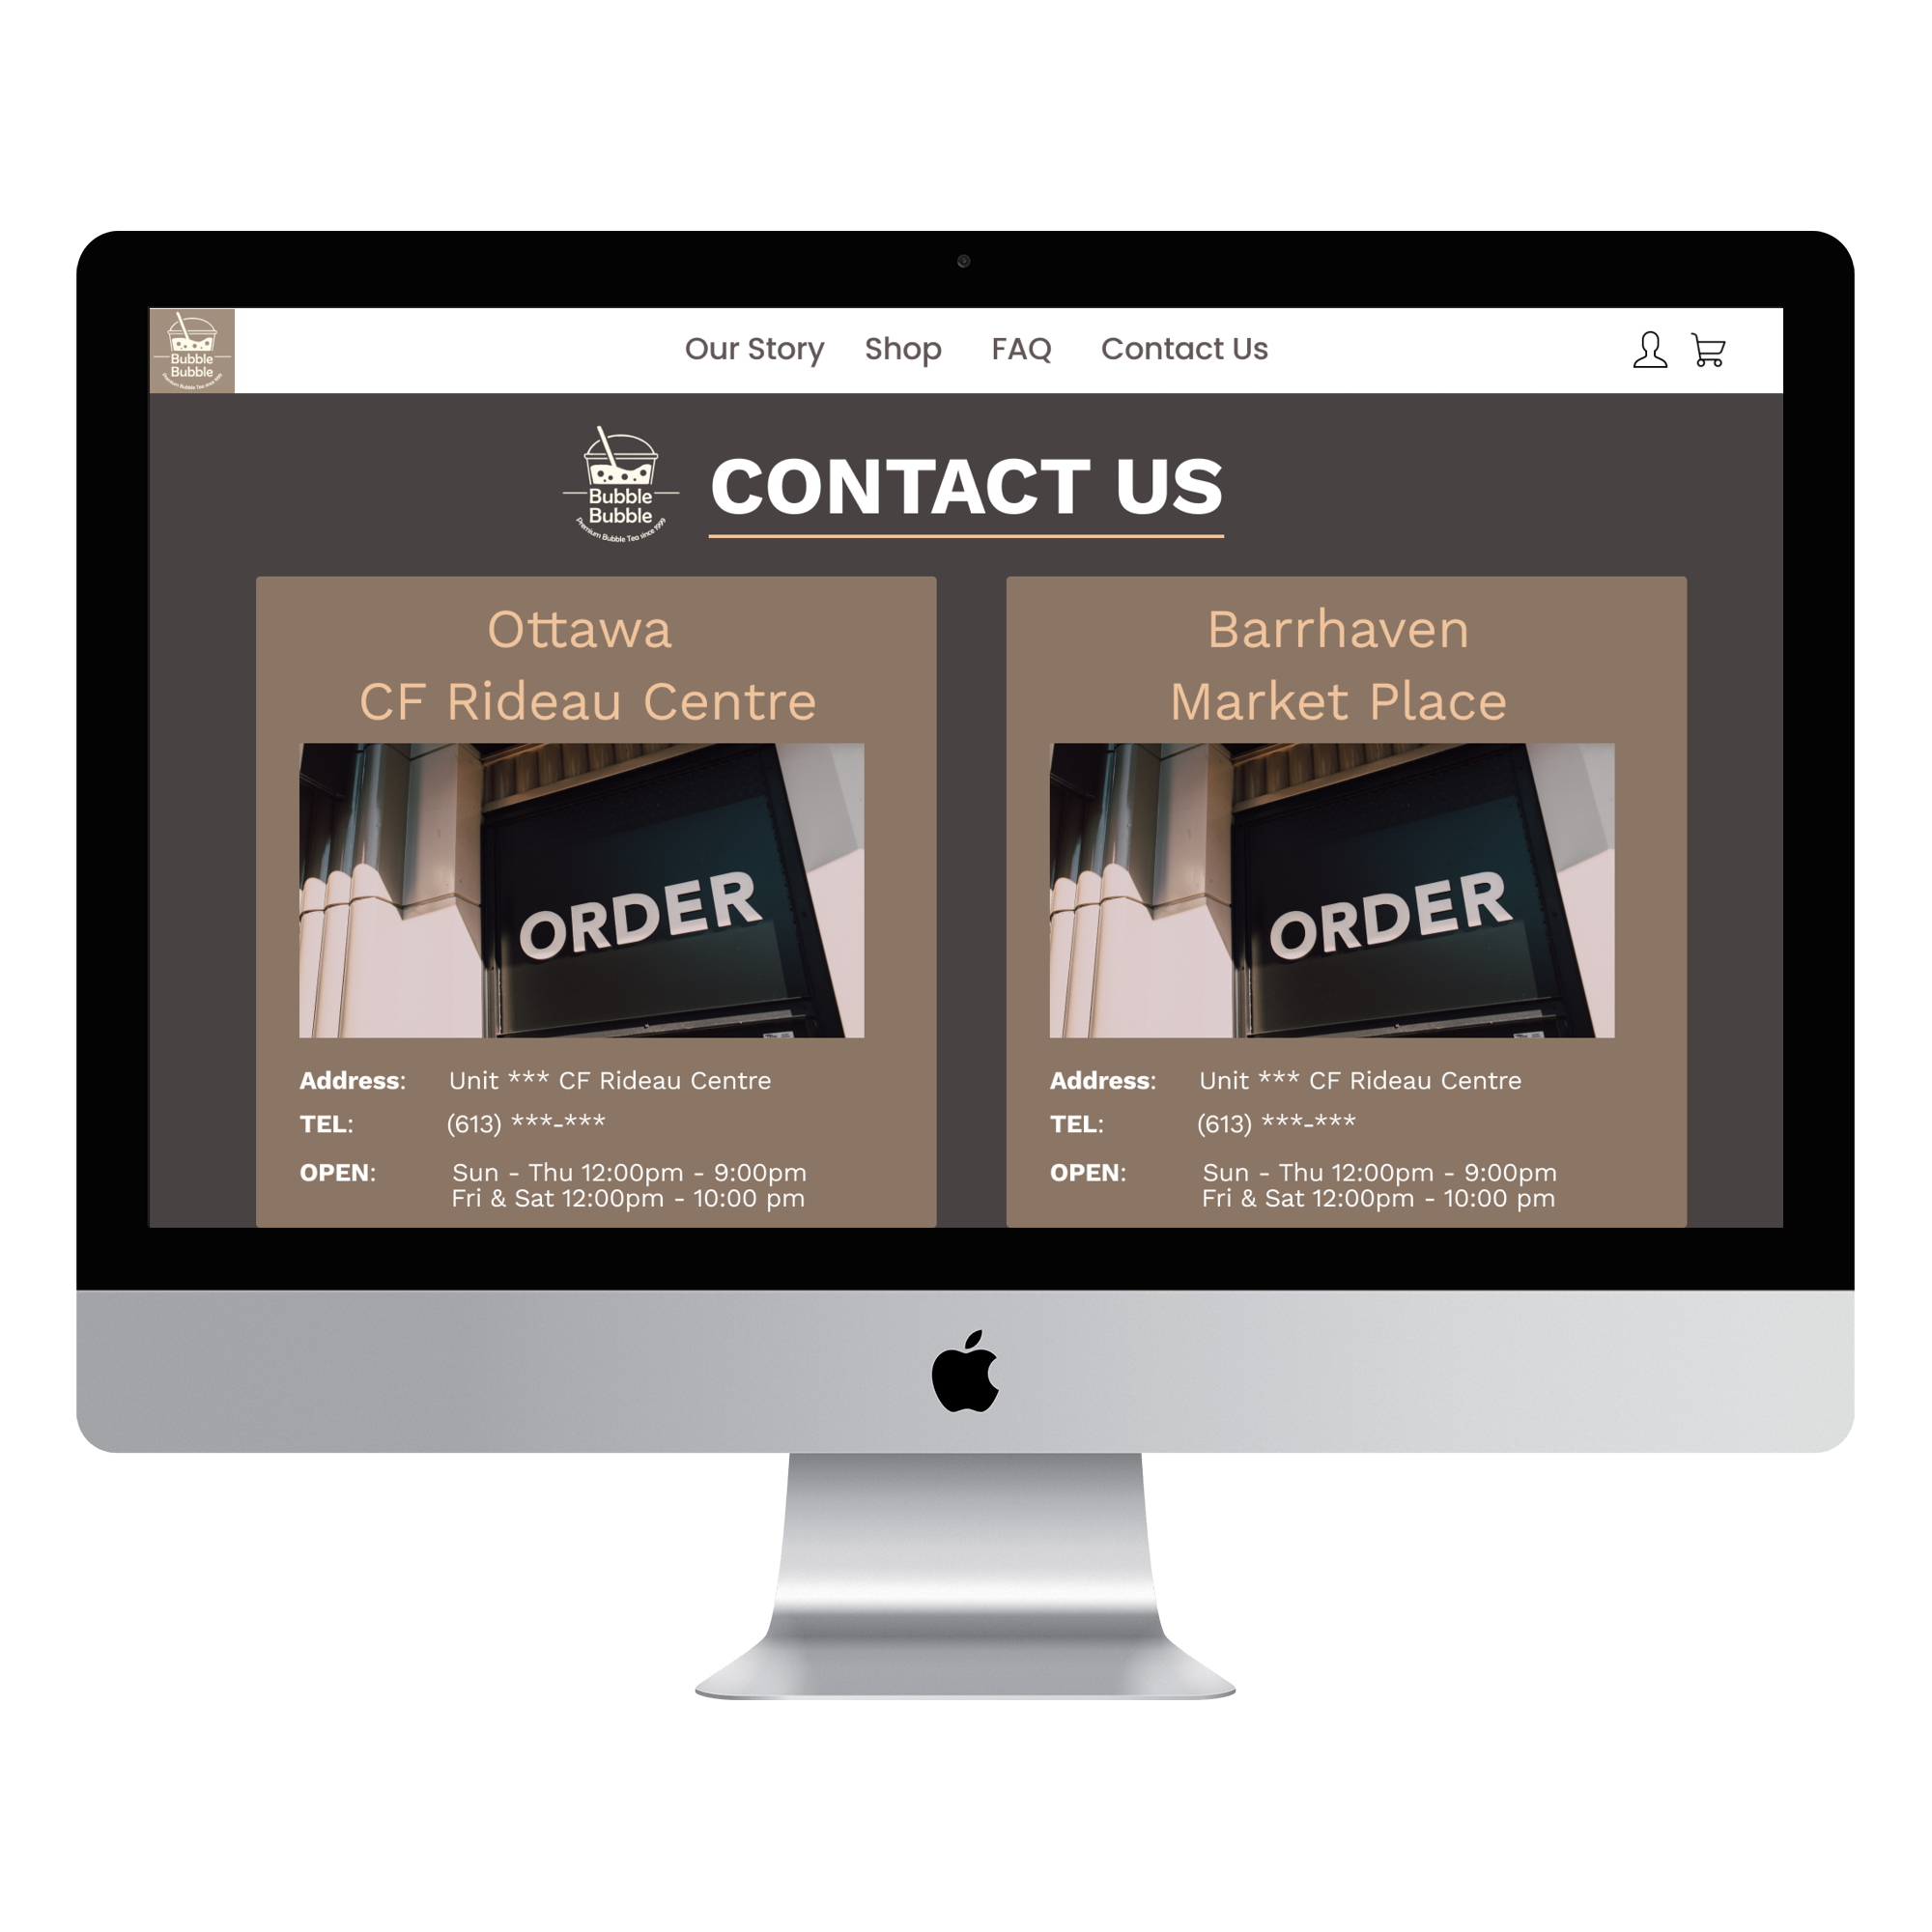 Bubble
Bubble
Premium Bubble Tea since 1999
Our Story Shop FAQ Contact Us
Bubble
Bubble
Premium Bubble Tea since 1999
CONTACT US
Ottawa
CF Rideau Centre
ORDER
Address: Unit *** CF Rideau Centre
TEL: (613) ***-***
OPEN: Sun - Thu 12:00pm - 9:00pm
Fri & Sat 12:00pm - 10:00 pm
Barrhaven
Market Place
ORDER
Address: Unit *** CF Rideau Centre
TEL: (613) ***-***
OPEN: Sun - Thu 12:00pm - 9:00pm
Fri & Sat 12:00pm - 10:00 pm